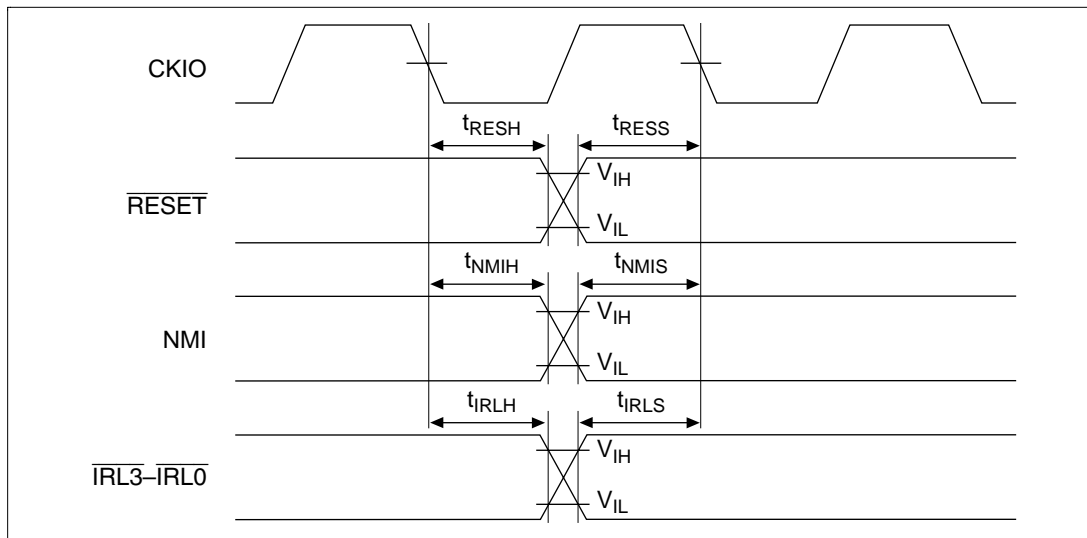 CKIO
tRESH tRESS
RESET
VIH
VIL
tNMIH tNMIS
NMI
VIH
VIL
tIRLH tIRLS
IRL3–IRL0
VIH
VIL